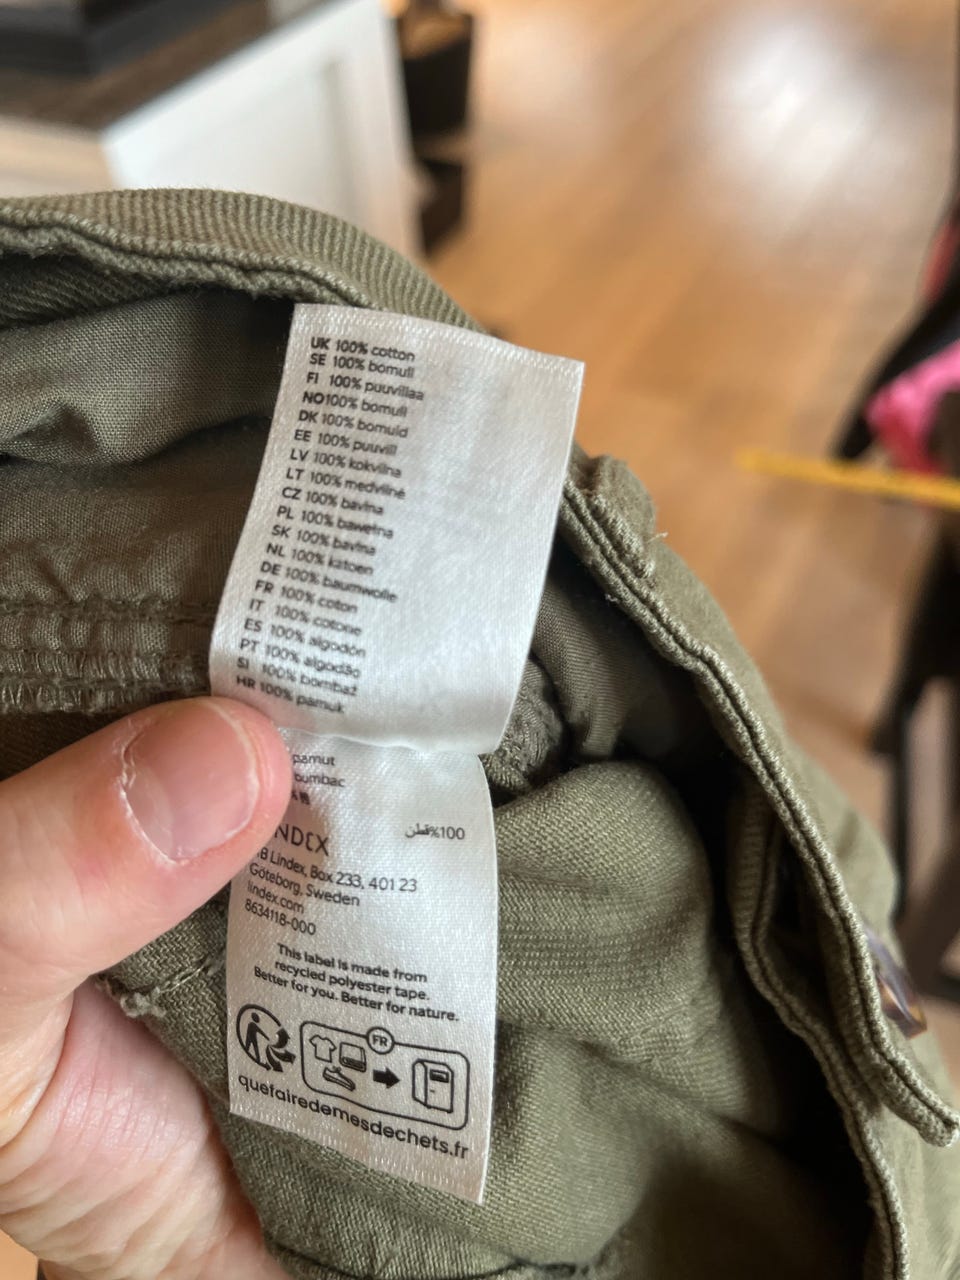 UK 100% cotton
SE 100% bomull
FI 100% puuvillaa
NO100% bomull
DK 100% bomuld
EE 100% puuvill
LV 100% kokvilna
LT 100% medvilnė
CZ 100% bavlna
PL 100% bawełna
SK 100% bavlna
NL 100% katoen
DE 100% baumwolle
FR 100% coton
IT 100% cotone
ES 100% algodón
PT 100% algodão
SI 100% bombaž
HR 100% pamuk
pamut
bumbac
棉
100%قطن
NDEX
B Lindex, Box 233, 401 23
Göteborg, Sweden
lindex.com
8634118-000
This label is made from
recycled polyester tape.
Better for you. Better for nature.
FR
quefairedemesdechets.fr